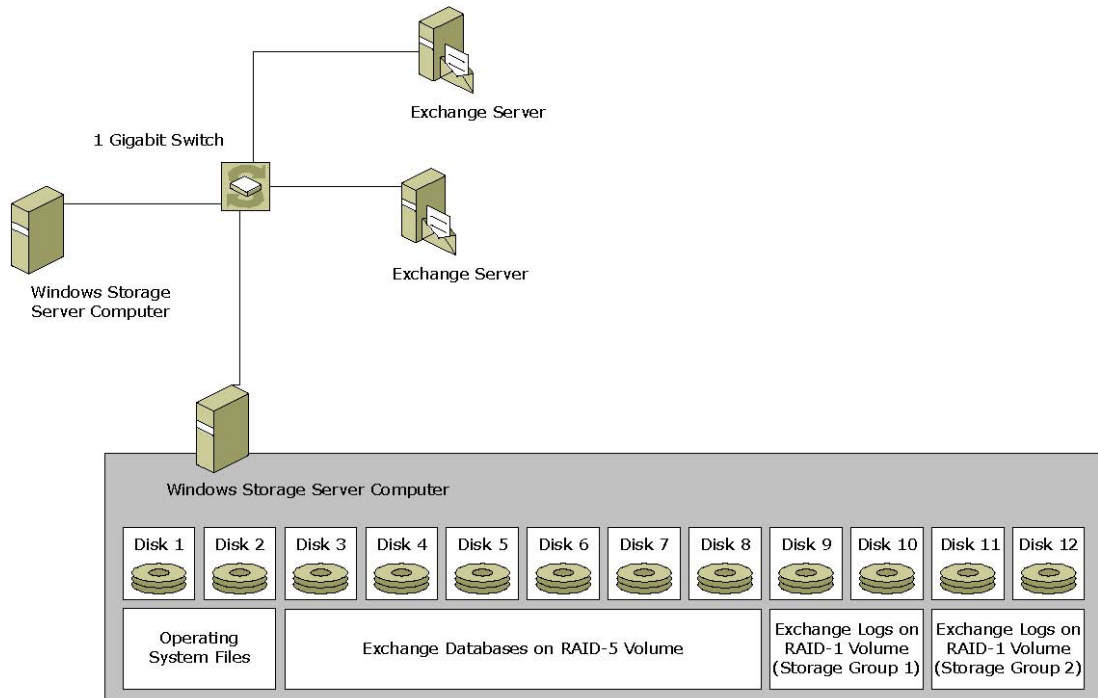 Exchange Server
1 Gigabit Switch
Exchange Server
Windows Storage
Server Computer
Windows Storage Server Computer
Disk 1
Disk 2
Disk 3
Disk 4
Disk 5
Disk 6
Disk 7
Disk 8
Disk 9
Disk 10
Disk 11
Disk 12
Operating
System Files
Exchange Databases on RAID-5 Volume
Exchange Logs on
RAID-1 Volume
(Storage Group 1)
Exchange Logs on
RAID-1 Volume
(Storage Group 2)